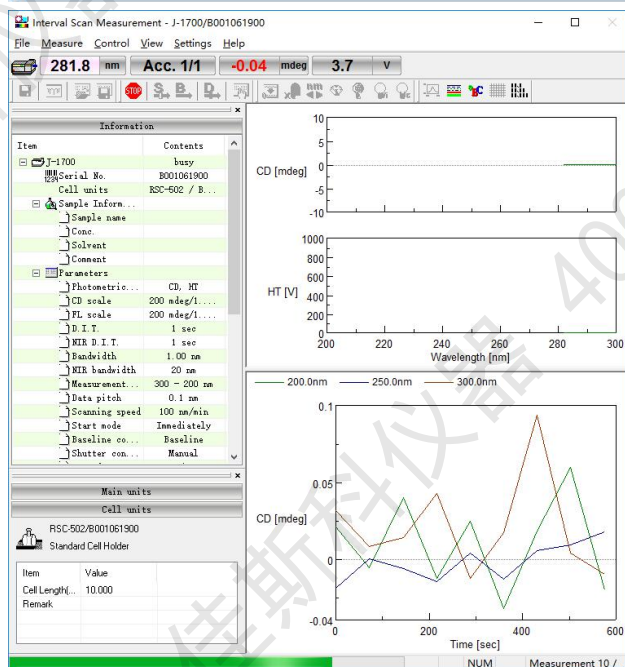 Interval Scan Measurement - J-1700/B001061900
File Measure Control View Settings Help
281.8 nm Acc. 1/1 -0.04 mdeg 3.7 V
STOP
Information
Item Contents
J-1700 busy
Serial No. B001061900
Cell units RSC-502 / B...
Sample Inform...
Sample name
Conc.
Solvent
Comment
Parameters
Photometric... CD, HT
CD scale 200 mdeg/1....
FL scale 200 mdeg/1....
D.I.T. 1 sec
NIR D.I.T. 1 sec
Bandwidth 1.00 nm
NIR bandwidth 20 nm
Measurement... 300 - 200 nm
Data pitch 0.1 nm
Scanning speed 100 nm/min
Start mode Immediately
Baseline co... Baseline
Shutter con... Manual
Main units
Cell units
RSC-502/B001061900
Standard Cell Holder
Item Value
Cell Length(... 10.000
Remark
10
5
CD [mdeg] 0
-5
-10
1000
800
600
HT [V] 400
200
0
200 220 240 260 280 300
Wavelength [nm]
200.0nm 250.0nm 300.0nm
0.1
0.05
CD [mdeg]
0
-0.04
0 200 400 600
Time [sec]
NUM Measurement 10 /
佳斯科仪器 40